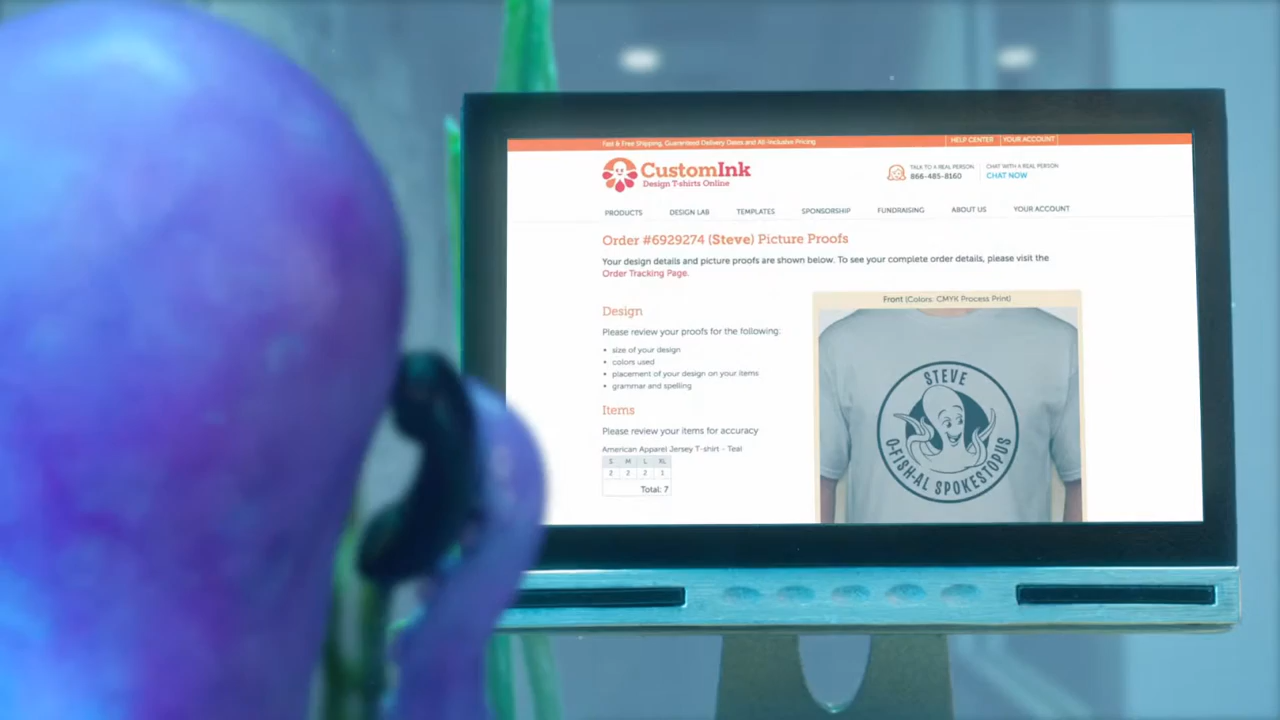 Fast & Free Shipping, Guaranteed Delivery Dates and All-Inclusive Pricing
HELP CENTER
YOUR ACCOUNT
CustomInk
Design T-shirts Online
TALK TO A REAL PERSON
866-485-8160
CHAT WITH A REAL PERSON
CHAT NOW
PRODUCTS DESIGN LAB TEMPLATES SPONSORSHIP FUNDRAISING ABOUT US YOUR ACCOUNT
Order #6929274 (Steve) Picture Proofs
Your design details and picture proofs are shown below. To see your complete order details, please visit the
Order Tracking Page.
Design
Please review your proofs for the following:
• size of your design
• colors used
• placement of your design on your items
• grammar and spelling
Items
Please review your items for accuracy
American Apparel Jersey T-shirt - Teal
S M L XL
2 2 2 1
Total: 7
Front (Colors: CMYK Process Print)
STEVE
O-FISH-AL SPOKESTOPUS